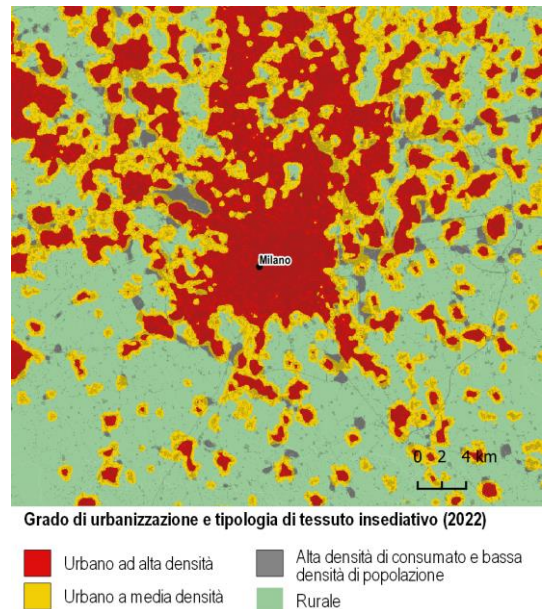 Milano
0 2 4 km
Grado di urbanizzazione e tipologia di tessuto insediativo (2022)
Urbano ad alta densità
Urbano a media densità
Alta densità di consumato e bassa
densità di popolazione
Rurale